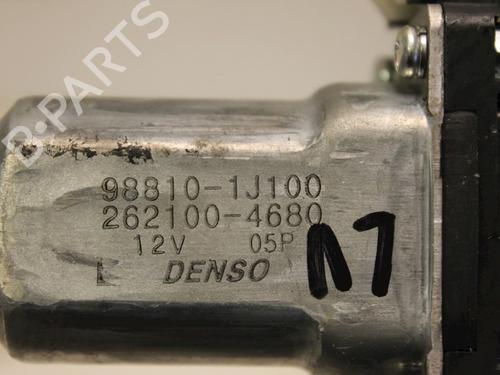 B-PARTS
98810-1J100
262100-4680
12V 05P
L DENSO